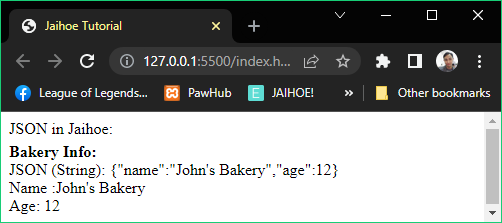 Jaihoe Tutorial
127.0.0.1:5500/index.h...
League of Legends...
PawHub
JAIHOE!
»
Other bookmarks
JSON in Jaihoe:
Bakery Info:
JSON (String): {"name":"John's Bakery","age":12}
Name :John's Bakery
Age: 12